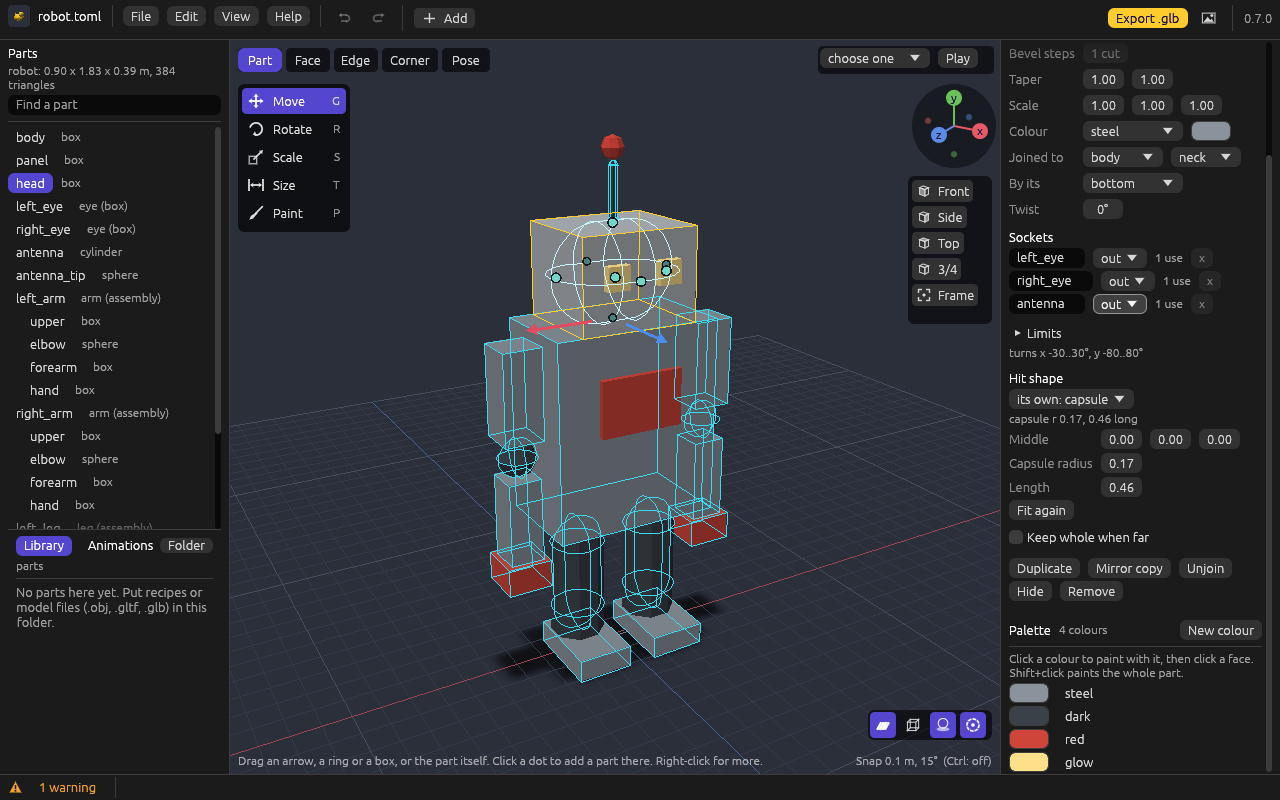 robot.toml File Edit View Help + Add Export .glb 0.7.0
Parts
robot: 0.90 x 1.83 x 0.39 m, 384
triangles
Find a part
body box
panel box
head box
left_eye eye (box)
right_eye eye (box)
antenna cylinder
antenna_tip sphere
left_arm arm (assembly)
upper box
elbow sphere
forearm box
hand box
right_arm arm (assembly)
upper box
elbow sphere
forearm box
hand box
left_leg leg (assembly)
Library Animations Folder
parts
No parts here yet. Put recipes or
model files (.obj, .gltf, .glb) in this
folder.
Part Face Edge Corner Pose
Move G
Rotate R
Scale S
Size T
Paint P
choose one Play
y
x
z
Front
Side
Top
3/4
Frame
Drag an arrow, a ring or a box, or the part itself. Click a dot to add a part there. Right-click for more.
Snap 0.1 m, 15° (Ctrl: off)
Bevel steps 1 cut
Taper 1.00 1.00
Scale 1.00 1.00 1.00
Colour steel
Joined to body neck
By its bottom
Twist 0°
Sockets
left_eye out 1 use x
right_eye out 1 use x
antenna out 1 use x
Limits
turns x -30..30°, y -80..80°
Hit shape
its own: capsule
capsule r 0.17, 0.46 long
Middle 0.00 0.00 0.00
Capsule radius 0.17
Length 0.46
Fit again
Keep whole when far
Duplicate Mirror copy Unjoin
Hide Remove
Palette 4 colours New colour
Click a colour to paint with it, then click a face.
Shift+click paints the whole part.
steel
dark
red
glow
1 warning